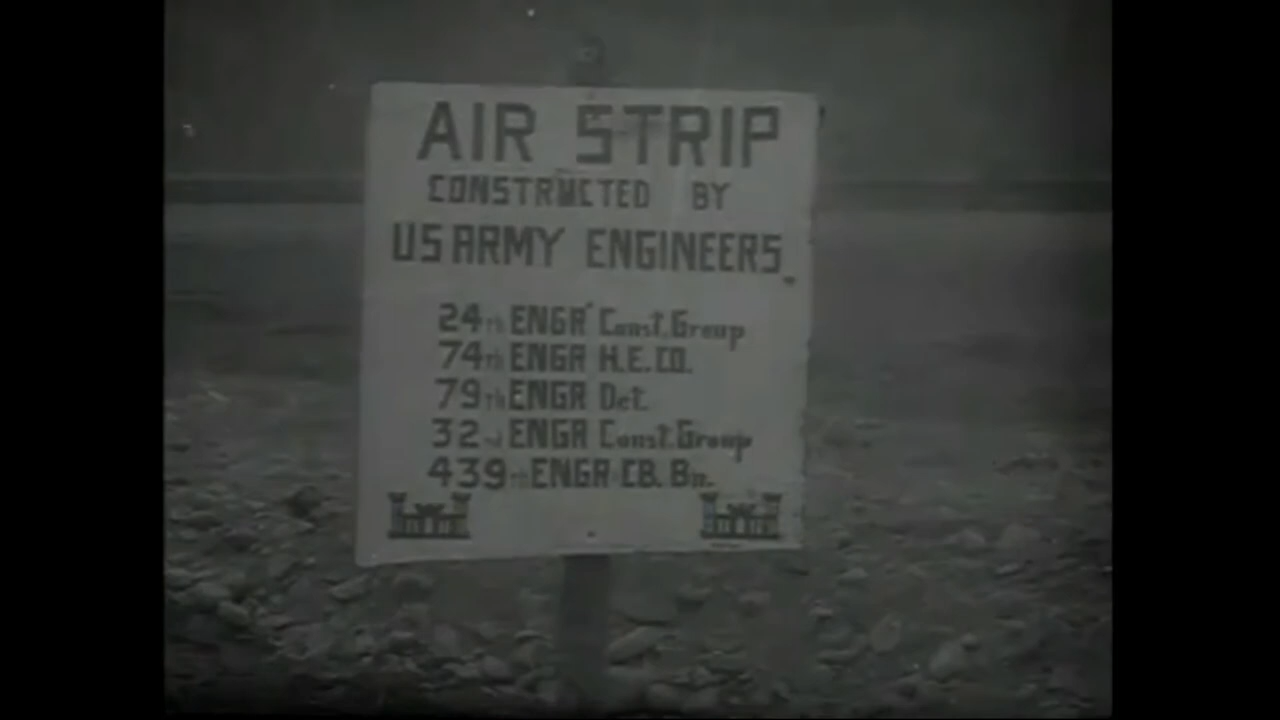 AIR STRIP
CONSTRUCTED BY
US ARMY ENGINEERS
24th ENGR Const. Group
74th ENGR H.E. CO.
79th ENGR Det.
32nd ENGR Const. Group
439th ENGR CB. Bn.